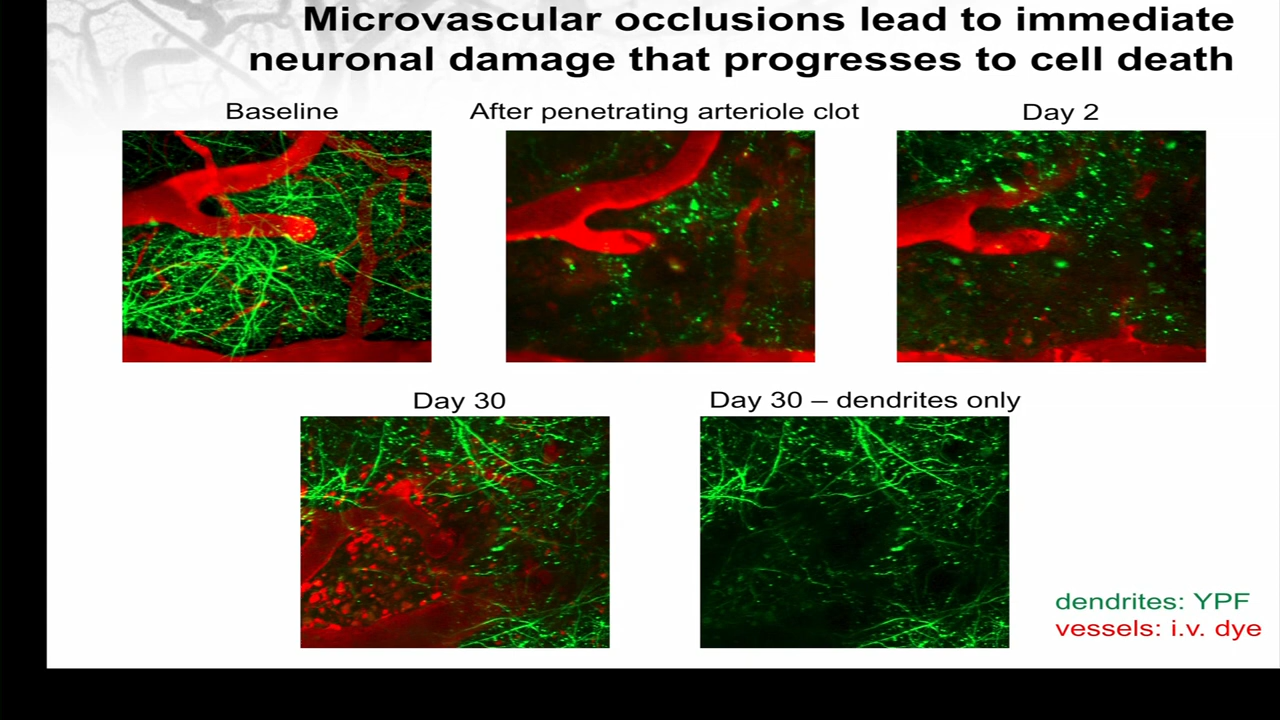 Microvascular occlusions lead to immediate
neuronal damage that progresses to cell death
Baseline
After penetrating arteriole clot
Day 2
Day 30
Day 30 – dendrites only
dendrites: YPF
vessels: i.v. dye